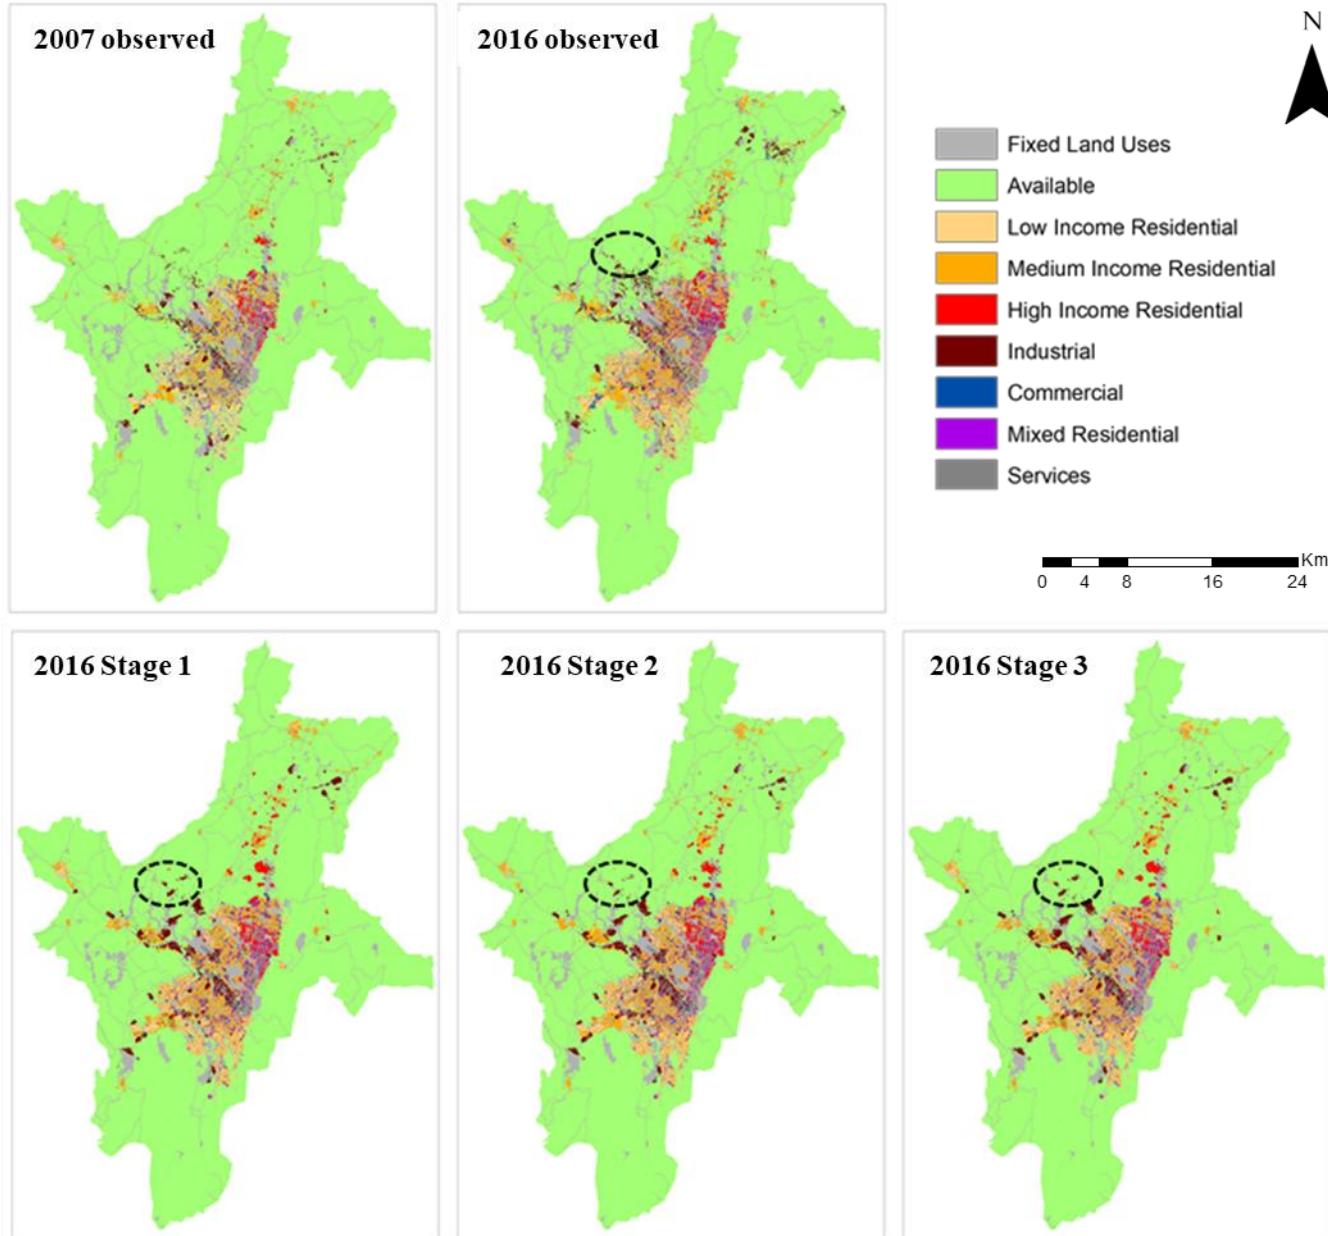 2007 observed
2016 observed
N
Fixed Land Uses
Available
Low Income Residential
Medium Income Residential
High Income Residential
Industrial
Commercial
Mixed Residential
Services
Km
0 4 8 16 24
2016 Stage 1
2016 Stage 2
2016 Stage 3